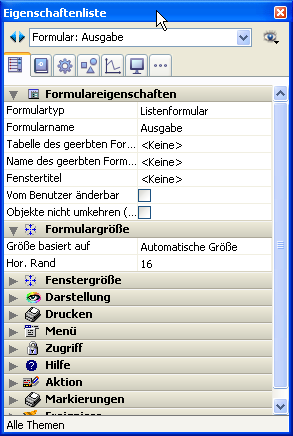 Eigenschaftenliste
Formular: Ausgabe
Formulareigenschaften
Formulartyp Listenformular
Formularname Ausgabe
Tabelle des geerbten For... <Keine>
Name des geerbten Form... <Keine>
Fenstertitel <Keine>
Vom Benutzer änderbar
Objekte nicht umkehren (...
Formulargröße
Größe basiert auf Automatische Größe
Hor. Rand 16
Fenstergröße
Darstellung
Drucken
Menü
Zugriff
Hilfe
Aktion
Markierungen
Ereignisse
Alle Themen